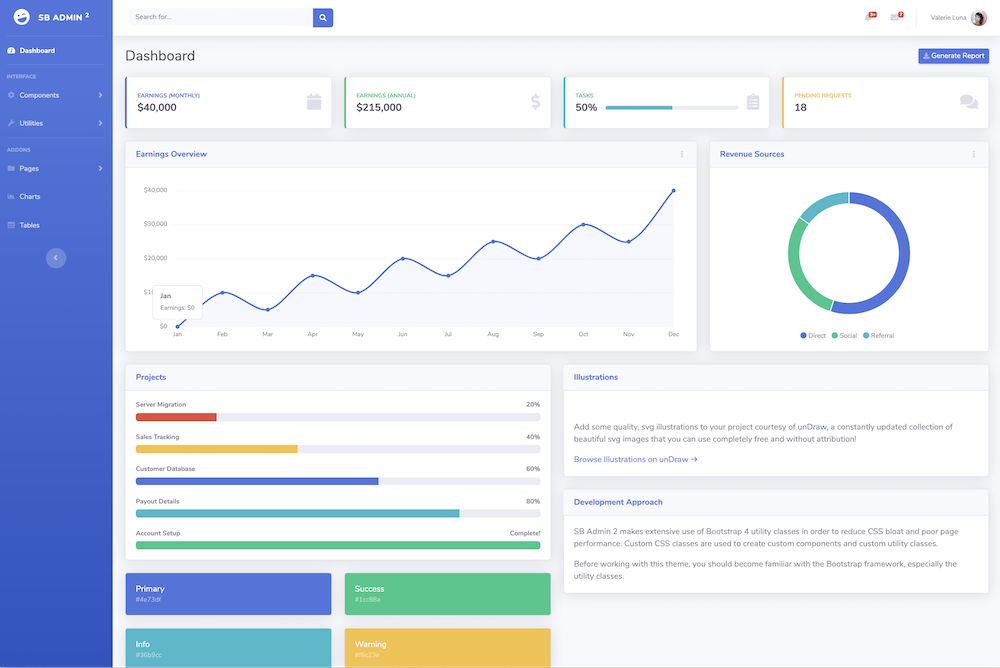 SB ADMIN 2
Search for...
3+
7
Valerie Luna
Dashboard
INTERFACE
Components
Utilities
ADDONS
Pages
Charts
Tables
Dashboard
Generate Report
EARNINGS (MONTHLY)
$40,000
EARNINGS (ANNUAL)
$215,000
TASKS
50%
PENDING REQUESTS
18
Earnings Overview
$40,000
$30,000
$20,000
$10
$0
Jan
Earnings: $0
Jan Feb Mar Apr May Jun Jul Aug Sep Oct Nov Dec
Revenue Sources
Direct Social Referral
Projects
Server Migration 20%
Sales Tracking 40%
Customer Database 60%
Payout Details 80%
Account Setup Complete!
Illustrations
Add some quality, svg illustrations to your project courtesy of unDraw, a constantly updated collection of
beautiful svg images that you can use completely free and without attribution!
Browse Illustrations on unDraw →
Development Approach
SB Admin 2 makes extensive use of Bootstrap 4 utility classes in order to reduce CSS bloat and poor page
performance. Custom CSS classes are used to create custom components and custom utility classes.
Before working with this theme, you should become familiar with the Bootstrap framework, especially the
utility classes.
Primary
#4e73df
Success
#1cc88a
Info
#36b9cc
Warning
#f6c23e